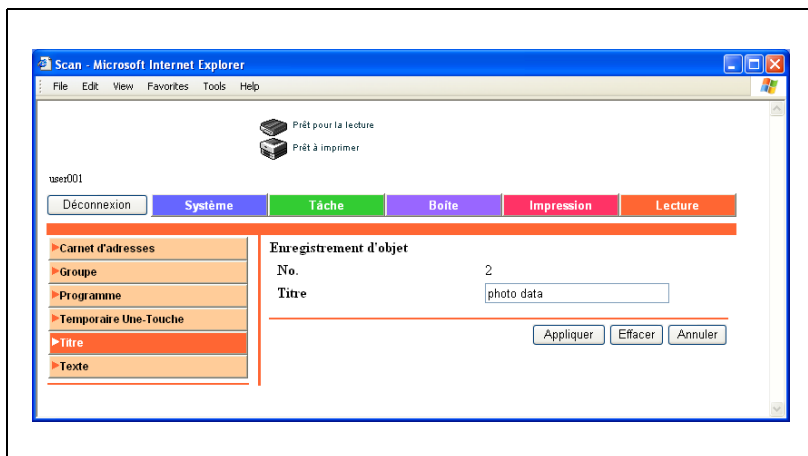 Scan - Microsoft Internet Explorer
File Edit View Favorites Tools Help
Prêt pour la lecture
Prêt à imprimer
user001
Déconnexion Système Tâche Boîte Impression Lecture
Carnet d'adresses
Groupe
Programme
Temporaire Une-Touche
Titre
Texte
Enregistrement d'objet
No. 2
Titre photo data
Appliquer Effacer Annuler